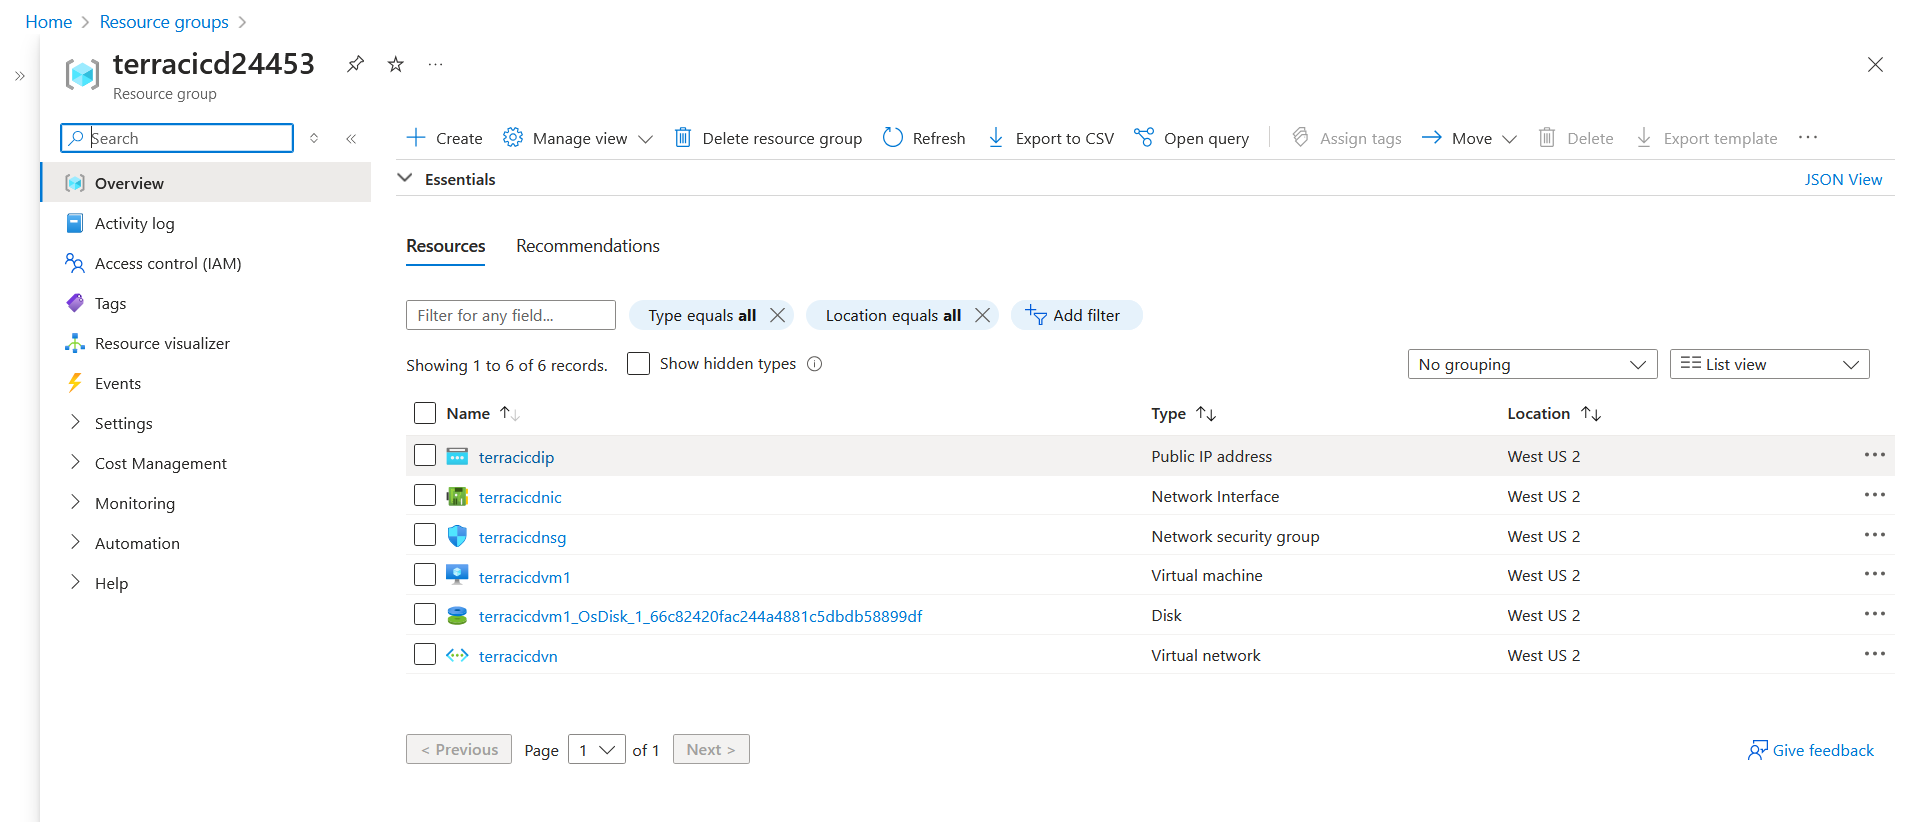 Home > Resource groups >
terracicd24453
Resource group
Search
Create Manage view Delete resource group Refresh Export to CSV Open query Assign tags Move Delete Export template
Overview
Activity log
Access control (IAM)
Tags
Resource visualizer
Events
Settings
Cost Management
Monitoring
Automation
Help
Essentials JSON View
Resources Recommendations
Filter for any field... Type equals all Location equals all Add filter
Showing 1 to 6 of 6 records. Show hidden types No grouping List view
Name Type Location
terracicdip Public IP address West US 2
terracicdnic Network Interface West US 2
terracicdnsg Network security group West US 2
terracicdvm1 Virtual machine West US 2
terracicdvm1_OsDisk_1_66c82420fac244a4881c5dbdb58899df Disk West US 2
terracicdvn Virtual network West US 2
< Previous Page 1 of 1 Next > Give feedback